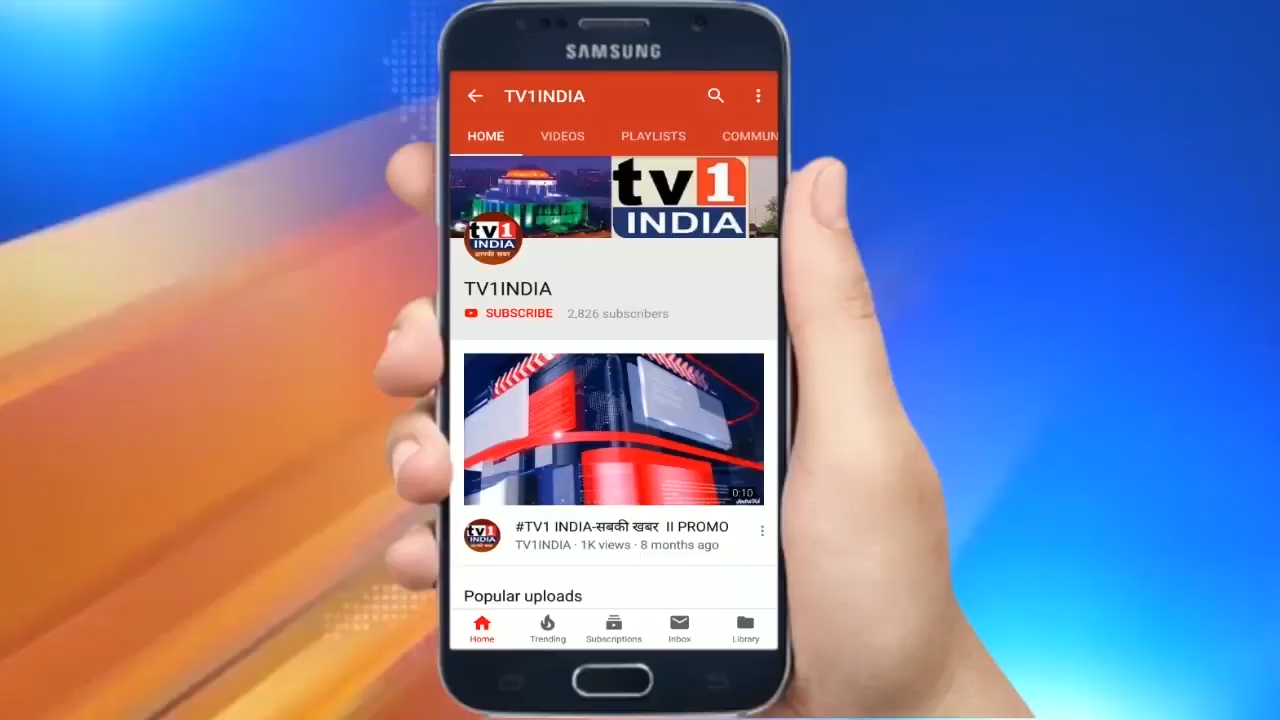 SAMSUNG
TV1INDIA
HOME VIDEOS PLAYLISTS COMMUN
tv1
INDIA
tv1
INDIA
TV1INDIA
SUBSCRIBE 2,826 subscribers
0:10
#TV1 INDIA-सबकी खबर II PROMO
TV1INDIA · 1K views · 8 months ago
tv1
INDIA
Popular uploads
Home Trending Subscriptions Inbox Library